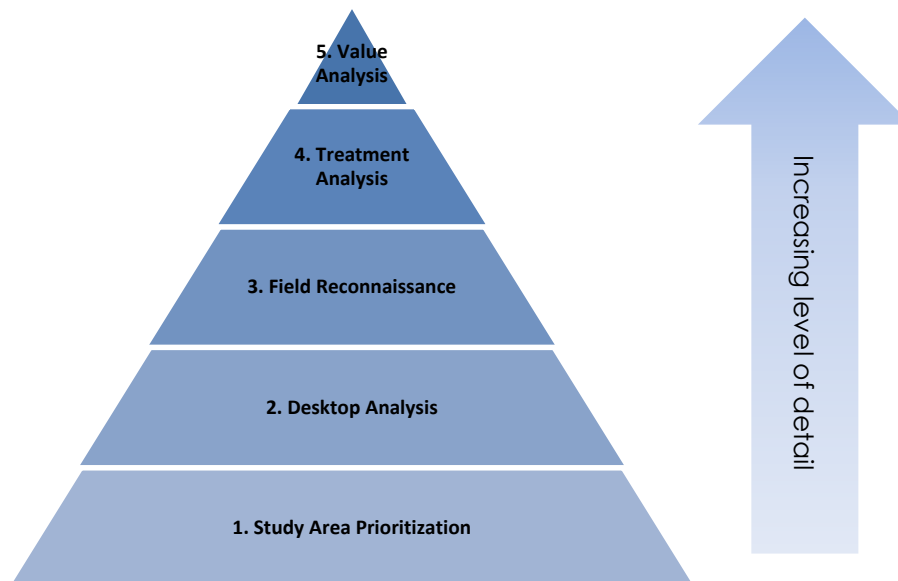 5. Value
Analysis
4. Treatment
Analysis
3. Field Reconnaissance
2. Desktop Analysis
1. Study Area Prioritization
Increasing level of detail